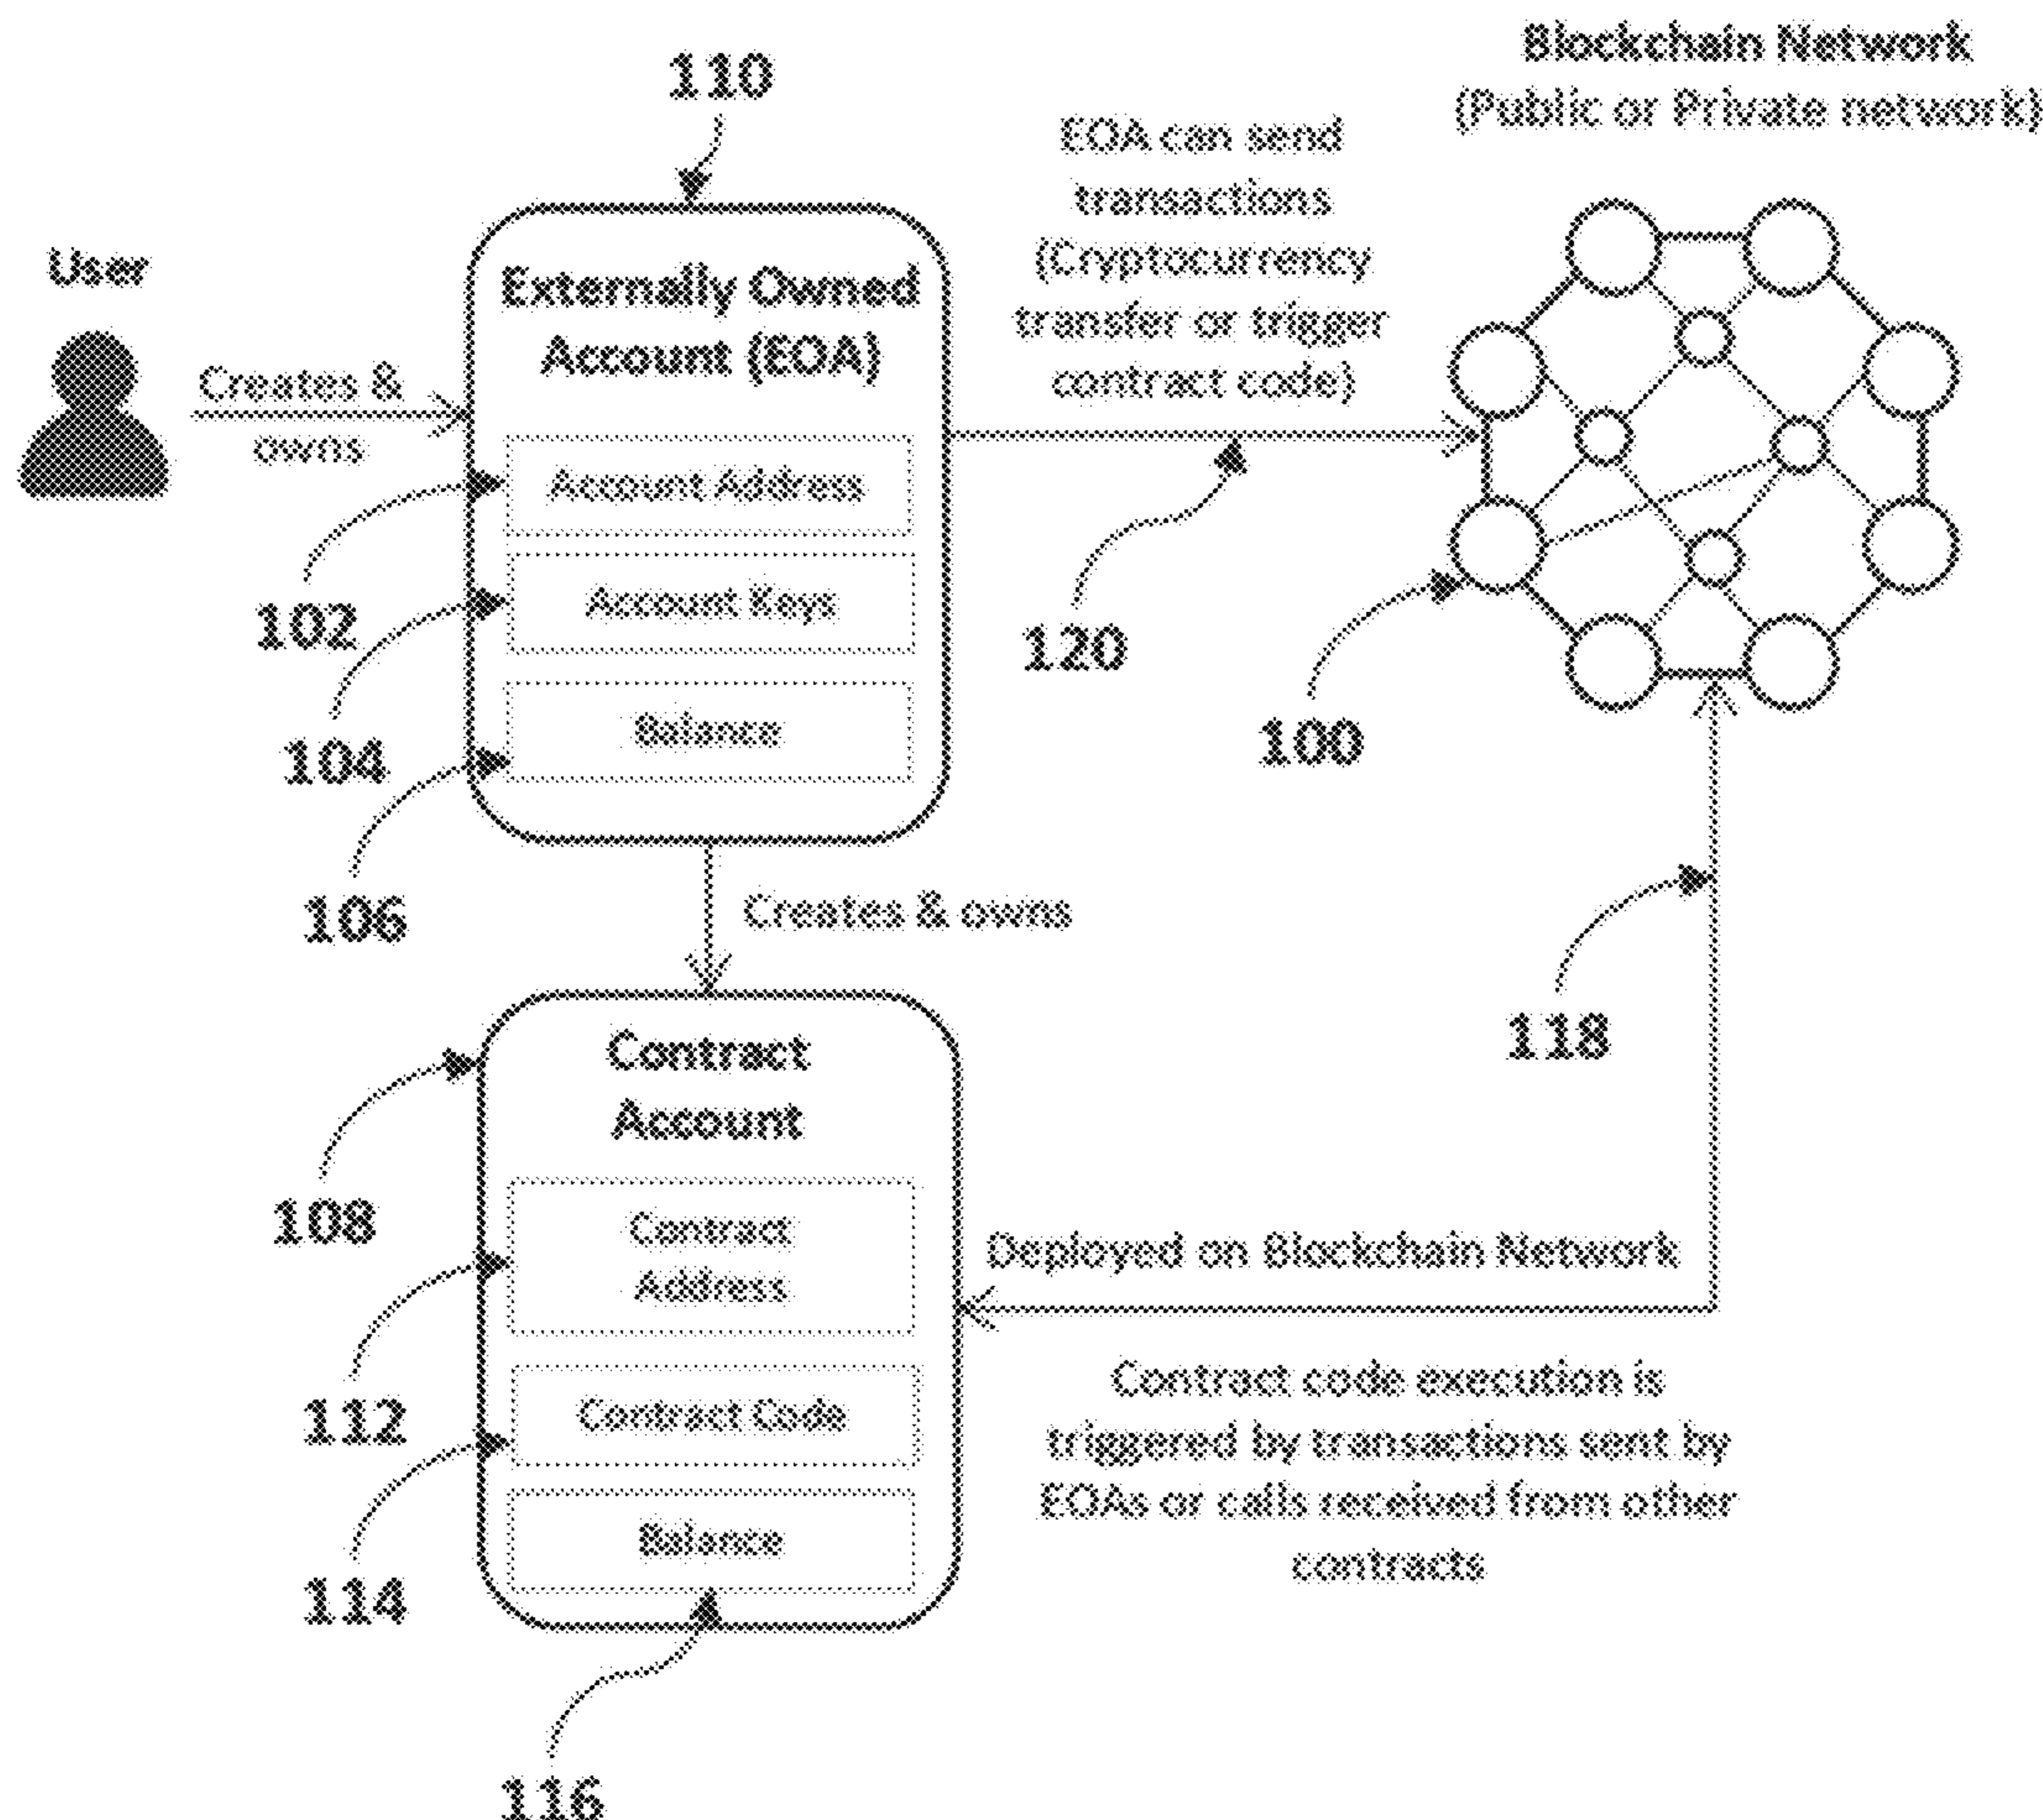 Blockchain Network
(Public or Private network)
110
EOA can send
transactions
(Cryptocurrency
transfer or trigger
contract code)
User
Creates &
owns
Externally Owned
Account (EOA)
Account Address
Account Keys
Balance
102
104
106
120
100
Creates & owns
118
Contract
Account
Contract
Address
Contract Code
Balance
108
112
114
116
Deployed on Blockchain Network
Contract code execution is
triggered by transactions sent by
EOAs or calls received from other
contracts